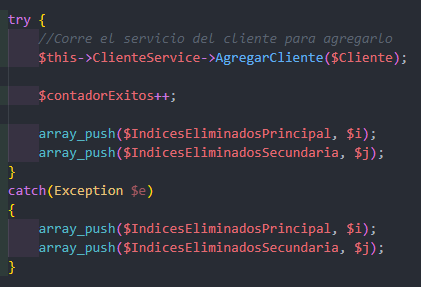 try {
//Corre el servicio del cliente para agregarlo
$this->ClienteService->AgregarCliente($Cliente);
$contadorExitos++;
array_push($IndicesEliminadosPrincipal, $i);
array_push($IndicesEliminadosSecundaria, $j);
}
catch(Exception $e)
{
array_push($IndicesEliminadosPrincipal, $i);
array_push($IndicesEliminadosSecundaria, $j);
}